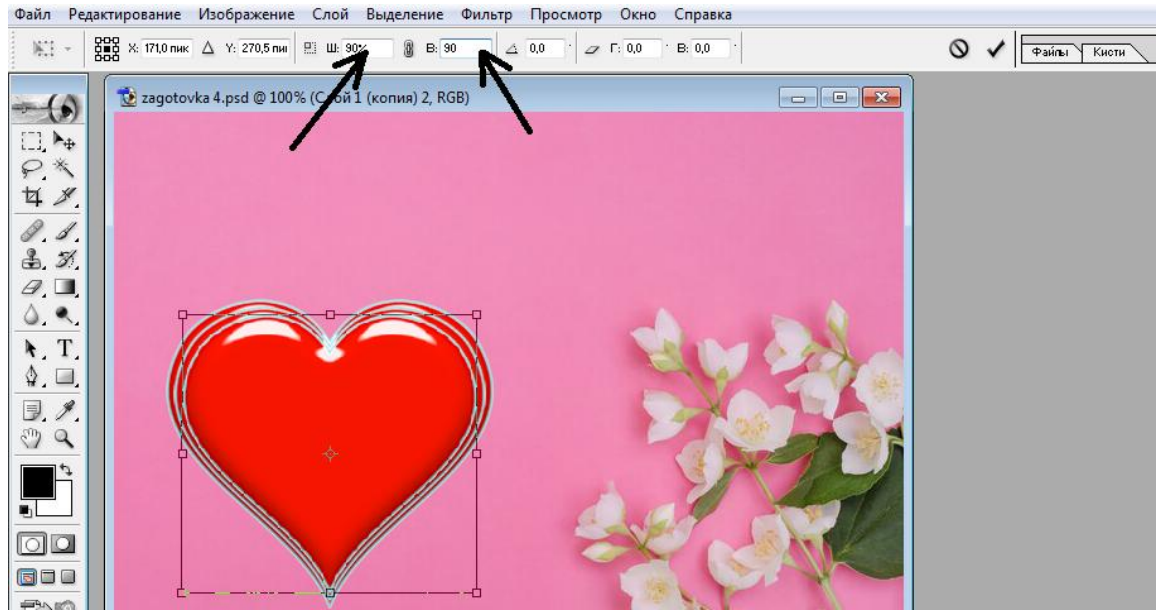 Файл Редактирование Изображение Слой Выделение Фильтр Просмотр Окно Справка
X: 171,0 пик Y: 270,5 пи Ш: 90% В: 90 0,0 ° Г: 0,0 ° В: 0,0 ° Файлы Кисти
zagotovka 4.psd @ 100% (Слой 1 (копия) 2, RGB)
T